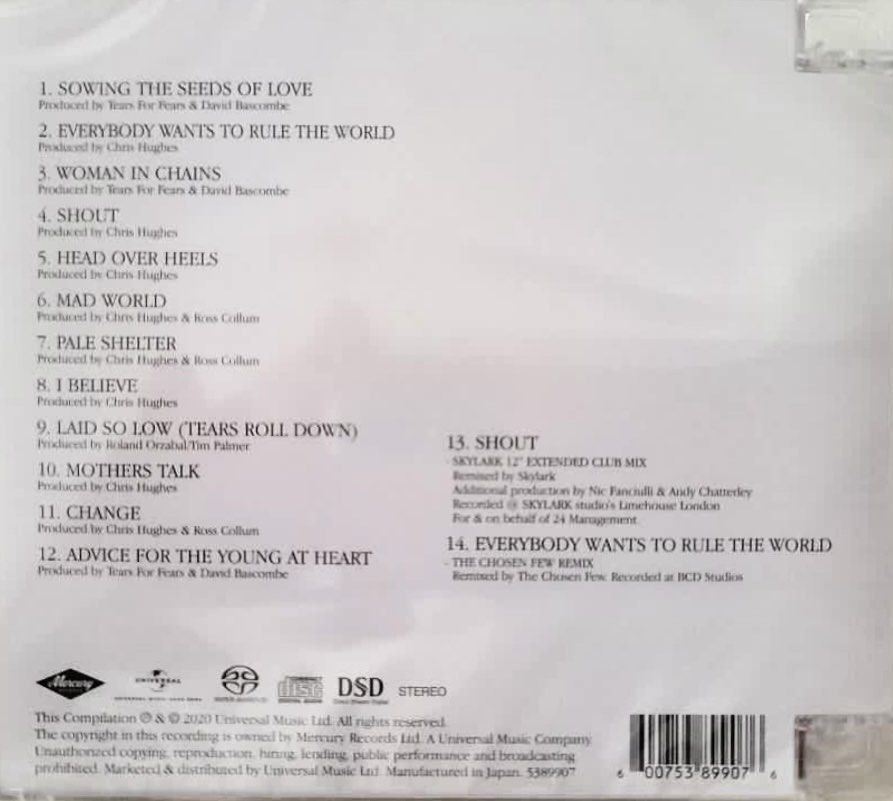 1. SOWING THE SEEDS OF LOVE
Produced by Tears For Fears & David Bascombe
2. EVERYBODY WANTS TO RULE THE WORLD
Produced by Chris Hughes
3. WOMAN IN CHAINS
Produced by Tears For Fears & David Bascombe
4. SHOUT
Produced by Chris Hughes
5. HEAD OVER HEELS
Produced by Chris Hughes
6. MAD WORLD
Produced by Chris Hughes & Ross Collum
7. PALE SHELTER
Produced by Chris Hughes & Ross Collum
8. I BELIEVE
Produced by Chris Hughes
9. LAID SO LOW (TEARS ROLL DOWN)
Produced by Roland Orzabal/Tim Palmer
10. MOTHERS TALK
Produced by Chris Hughes
11. CHANGE
Produced by Chris Hughes & Ross Collum
12. ADVICE FOR THE YOUNG AT HEART
Produced by Tears For Fears & David Bascombe
13. SHOUT
- SKYLARK 12" EXTENDED CLUB MIX
Remixed by Skylark
Additional production by Nic Fanciulli & Andy Chatterley
Recorded @ SKYLARK studio's Limehouse London
For & on behalf of 24 Management
14. EVERYBODY WANTS TO RULE THE WORLD
- THE CHOSEN FEW REMIX
Remixed by The Chosen Few. Recorded at BCD Studios
Mercury
UNIVERSAL
disc
DSD
STEREO
This Compilation ℗ & © 2020 Universal Music Ltd. All rights reserved.
The copyright in this recording is owned by Mercury Records Ltd. A Universal Music Company.
Unauthorized copying, reproduction, hiring, lending, public performance and broadcasting
prohibited. Marketed & distributed by Universal Music Ltd. Manufactured in Japan. 5389907
6 00753 89907 6